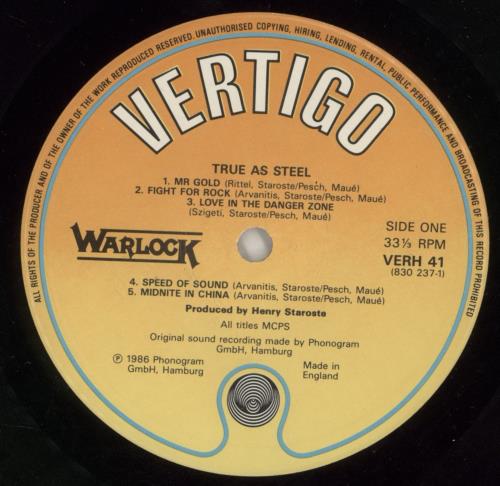 ALL RIGHTS OF THE PRODUCER AND OF THE OWNER OF THE WORK REPRODUCED RESERVED. UNAUTHORISED COPYING, HIRING, LENDING, RENTAL, PUBLIC PERFORMANCE AND BROADCASTING OF THIS RECORD PROHIBITED
VERTIGO
TRUE AS STEEL
1. MR GOLD (Rittel, Staroste/Pesch, Maué)
2. FIGHT FOR ROCK (Arvanitis, Staroste/Pesch, Maué)
3. LOVE IN THE DANGER ZONE
(Szigeti, Staroste/Pesch, Maué)
WARLOCK
SIDE ONE
33⅓ RPM
VERH 41
(830 237-1)
4. SPEED OF SOUND (Arvanitis, Staroste/Pesch, Maué)
5. MIDNITE IN CHINA (Arvanitis, Staroste/Pesch, Maué)
Produced by Henry Staroste
All titles MCPS
Original sound recording made by Phonogram
GmbH, Hamburg
℗ 1986 Phonogram
GmbH, Hamburg
Made in
England